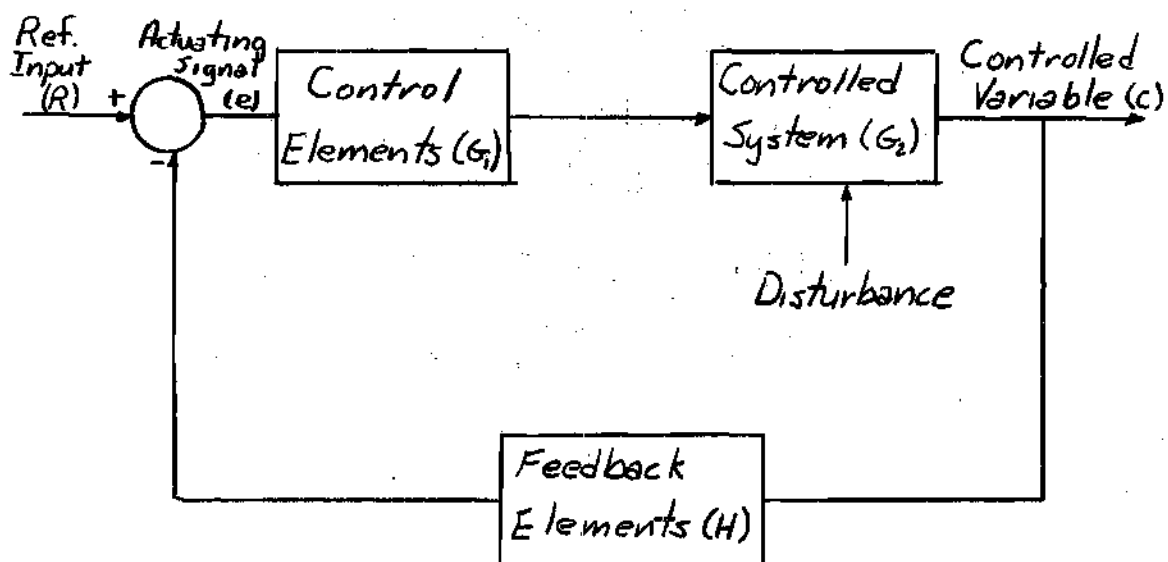 Ref.
Input
(R)
+
-
Actuating
Signal
(e)
Control
Elements (G₁)
Controlled
System (G₂)
Controlled
Variable (C)
Disturbance
Feedback
Elements (H)